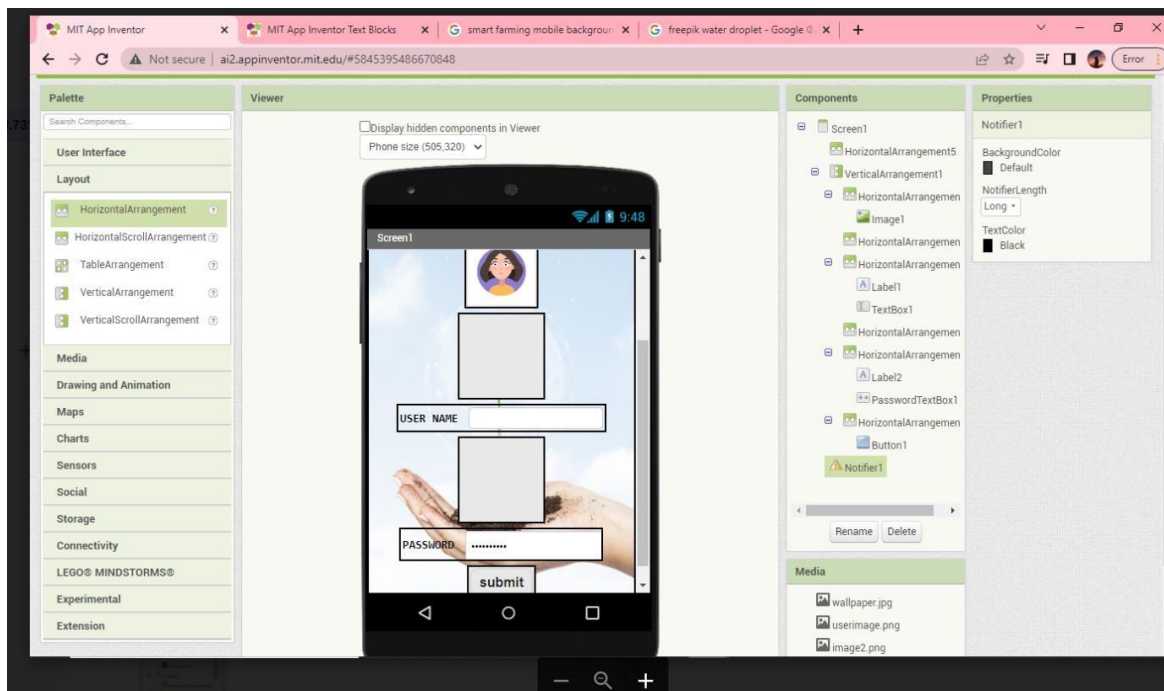 MIT App Inventor
MIT App Inventor Text Blocks
smart farming mobile backgroun
freepik water droplet - Google
Not secure | ai2.appinventor.mit.edu/#5845395486670848
Error
Palette
Search Components...
User Interface
Layout
HorizontalArrangement
HorizontalScrollArrangement
TableArrangement
VerticalArrangement
VerticalScrollArrangement
Media
Drawing and Animation
Maps
Charts
Sensors
Social
Storage
Connectivity
LEGO® MINDSTORMS®
Experimental
Extension
Viewer
Display hidden components in Viewer
Phone size (505,320)
9:48
Screen1
USER NAME
PASSWORD
submit
Components
Screen1
HorizontalArrangement5
VerticalArrangement1
HorizontalArrangemen
Image1
HorizontalArrangemen
HorizontalArrangemen
Label1
TextBox1
HorizontalArrangemen
HorizontalArrangemen
Label2
PasswordTextBox1
HorizontalArrangemen
Button1
Notifier1
Rename Delete
Media
wallpaper.jpg
userimage.png
image2.png
Properties
Notifier1
BackgroundColor
Default
NotifierLength
Long
TextColor
Black